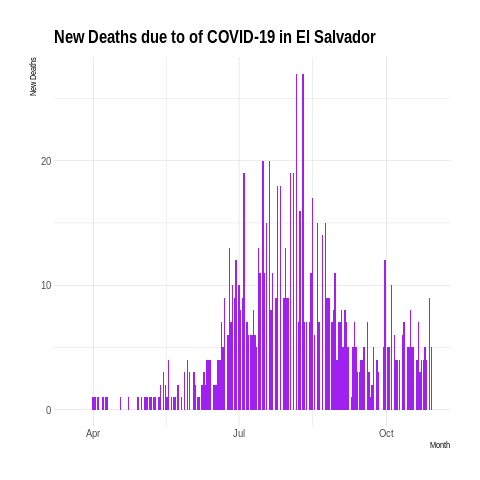 New Deaths due to of COVID-19 in El Salvador
New Deaths
20
10
0
Apr
Jul
Oct
Month